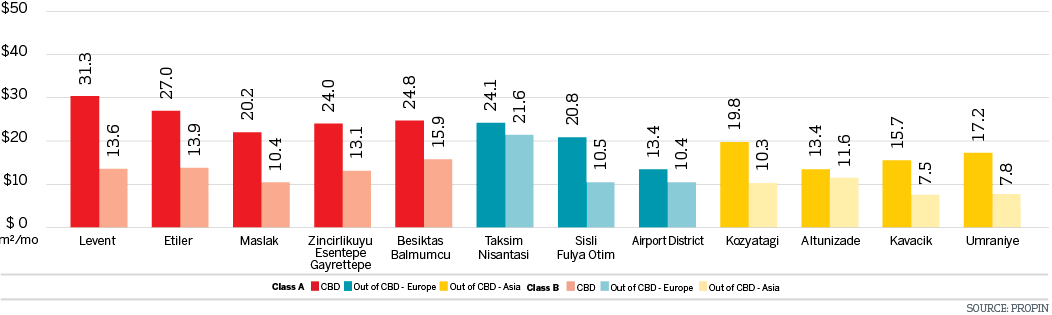 $50
$40
$30
$20
$10
$ 0
m²/mo
31.3
13.6
27.0
13.9
20.2
10.4
24.0
13.1
24.8
15.9
24.1
21.6
20.8
10.5
13.4
10.4
19.8
10.3
13.4
11.6
15.7
7.5
17.2
7.8
Levent
Etiler
Maslak
Zincirlikuyu
Esentepe
Gayrettepe
Besiktas
Balmumcu
Taksim
Nisantasi
Sisli
Fulya Otim
Airport District
Kozyatagi
Altunizade
Kavacik
Umraniye
Class A CBD Out of CBD - Europe Out of CBD - Asia Class B CBD Out of CBD - Europe Out of CBD - Asia
SOURCE: PROPIN